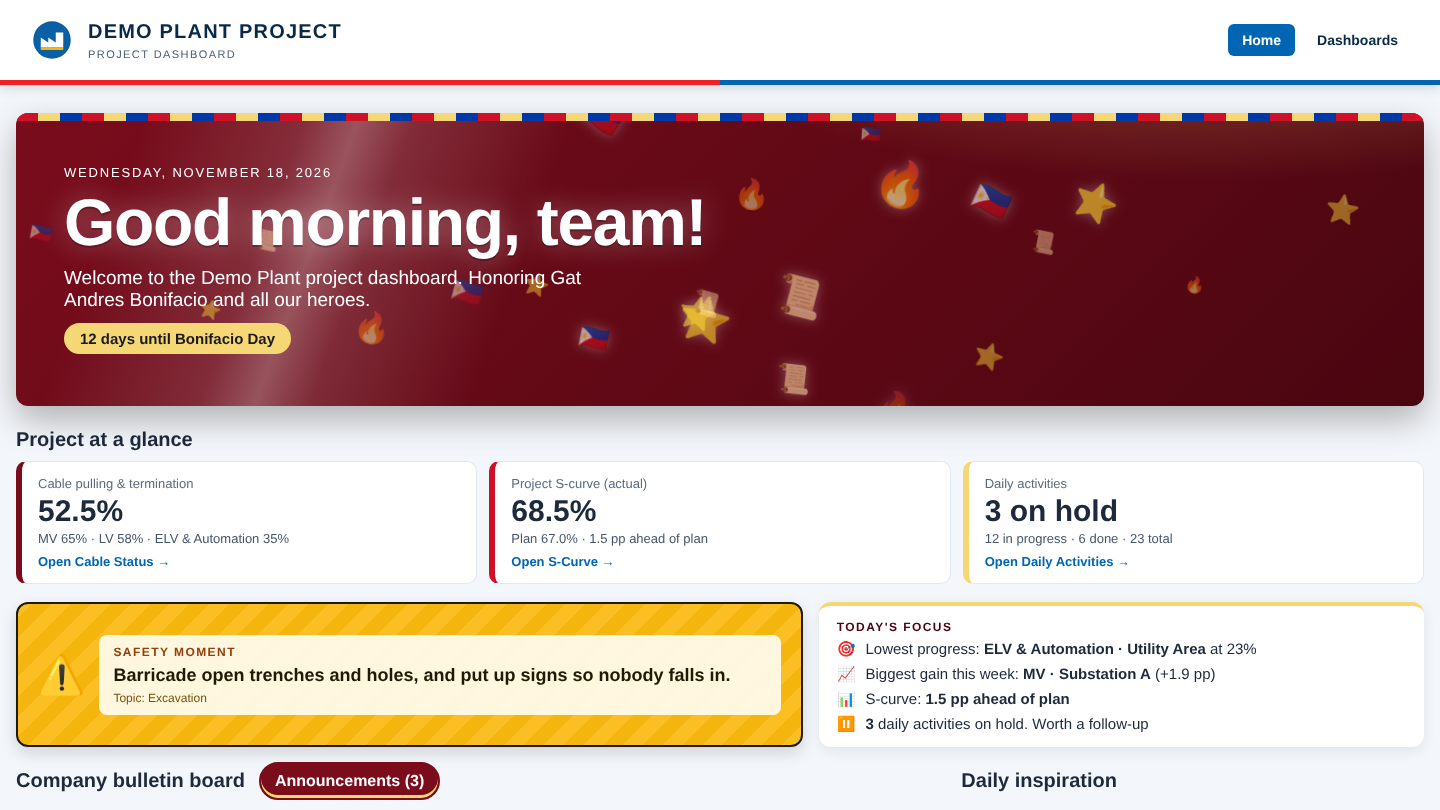 DEMO PLANT PROJECT
PROJECT DASHBOARD
Home
Dashboards
WEDNESDAY, NOVEMBER 18, 2026
Good morning, team!
Welcome to the Demo Plant project dashboard. Honoring Gat
Andres Bonifacio and all our heroes.
12 days until Bonifacio Day
Project at a glance
Cable pulling & termination
52.5%
MV 65% · LV 58% · ELV & Automation 35%
Open Cable Status →
Project S-curve (actual)
68.5%
Plan 67.0% · 1.5 pp ahead of plan
Open S-Curve →
Daily activities
3 on hold
12 in progress · 6 done · 23 total
Open Daily Activities →
SAFETY MOMENT
Barricade open trenches and holes, and put up signs so nobody falls in.
Topic: Excavation
TODAY'S FOCUS
Lowest progress: ELV & Automation · Utility Area at 23%
Biggest gain this week: MV · Substation A (+1.9 pp)
S-curve: 1.5 pp ahead of plan
3 daily activities on hold. Worth a follow-up
Company bulletin board
Announcements (3)
Daily inspiration